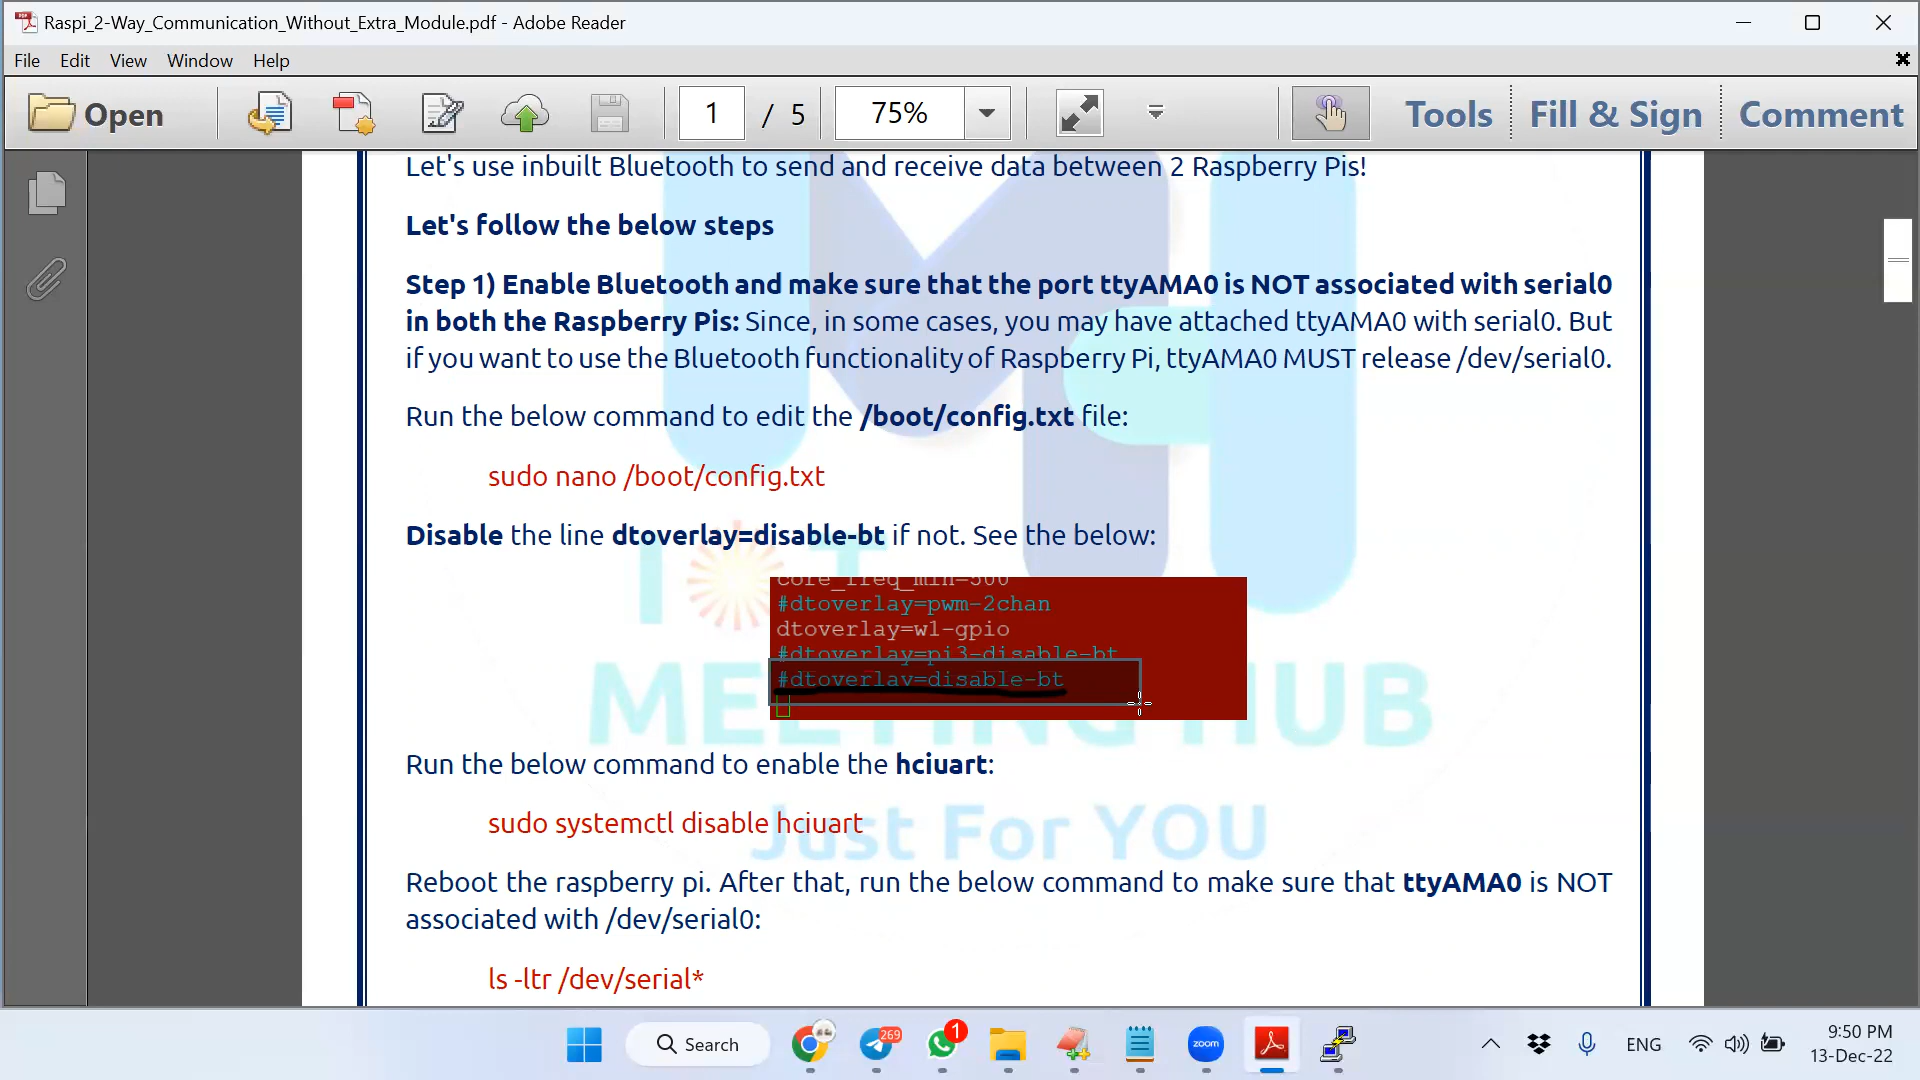 Raspi_2-Way_Communication_Without_Extra_Module.pdf - Adobe Reader
File Edit View Window Help
Open 1 / 5 75% Tools Fill & Sign Comment
Let's use inbuilt Bluetooth to send and receive data between 2 Raspberry Pis!
Let's follow the below steps
Step 1) Enable Bluetooth and make sure that the port ttyAMA0 is NOT associated with serial0
in both the Raspberry Pis: Since, in some cases, you may have attached ttyAMA0 with serial0. But
if you want to use the Bluetooth functionality of Raspberry Pi, ttyAMA0 MUST release /dev/serial0.
Run the below command to edit the /boot/config.txt file:
sudo nano /boot/config.txt
Disable the line dtoverlay=disable-bt if not. See the below:
core_freq_min=500
#dtoverlay=pwm-2chan
dtoverlay=w1-gpio
#dtoverlay=pi3-disable-bt
#dtoverlay=disable-bt
I T
MEETING HUB
Just For YOU
Run the below command to enable the hciuart:
sudo systemctl disable hciuart
Reboot the raspberry pi. After that, run the below command to make sure that ttyAMA0 is NOT
associated with /dev/serial0:
ls -ltr /dev/serial*
Search 269 1 zoom ENG 9:50 PM
13-Dec-22